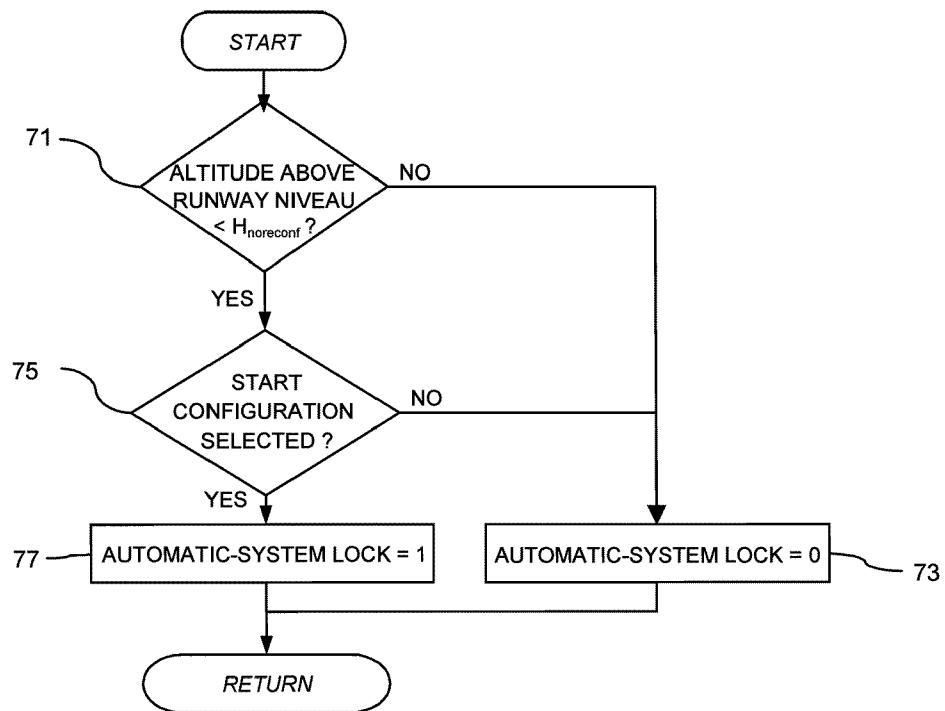 START
71
ALTITUDE ABOVE
RUNWAY NIVEAU
< Hnoreconf ?
NO
YES
75
START
CONFIGURATION
SELECTED ?
NO
YES
77
AUTOMATIC-SYSTEM LOCK = 1
AUTOMATIC-SYSTEM LOCK = 0
73
RETURN